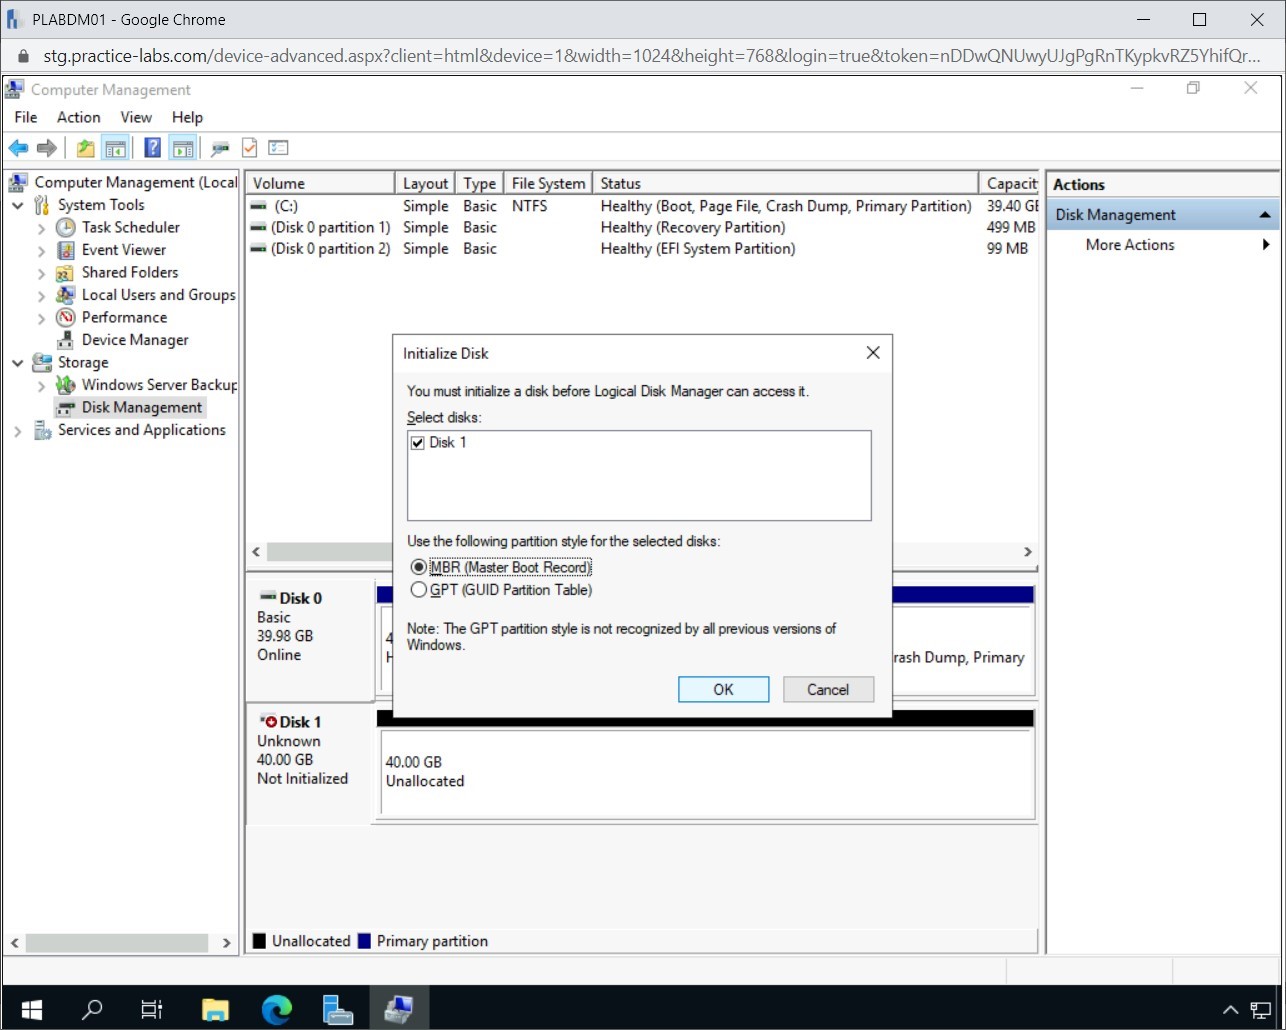 PLABDM01 - Google Chrome
stg.practice-labs.com/device-advanced.aspx?client=html&device=1&width=1024&height=768&login=true&token=nDDwQNUwyUJgPgRnTKypkvRZ5YhifQr...
Computer Management
File Action View Help
Computer Management (Local
System Tools
Task Scheduler
Event Viewer
Shared Folders
Local Users and Groups
Performance
Device Manager
Storage
Windows Server Backup
Disk Management
Services and Applications
Volume Layout Type File System Status Capacit
(C:) Simple Basic NTFS Healthy (Boot, Page File, Crash Dump, Primary Partition) 39.40 GB
(Disk 0 partition 1) Simple Basic Healthy (Recovery Partition) 499 MB
(Disk 0 partition 2) Simple Basic Healthy (EFI System Partition) 99 MB
Actions
Disk Management
More Actions
Initialize Disk
You must initialize a disk before Logical Disk Manager can access it.
Select disks:
Disk 1
Use the following partition style for the selected disks:
MBR (Master Boot Record)
GPT (GUID Partition Table)
Note: The GPT partition style is not recognized by all previous versions of
Windows.
OK Cancel
Disk 0
Basic
39.98 GB
Online
4
H
rash Dump, Primary
Disk 1
Unknown
40.00 GB
Not Initialized
40.00 GB
Unallocated
Unallocated Primary partition